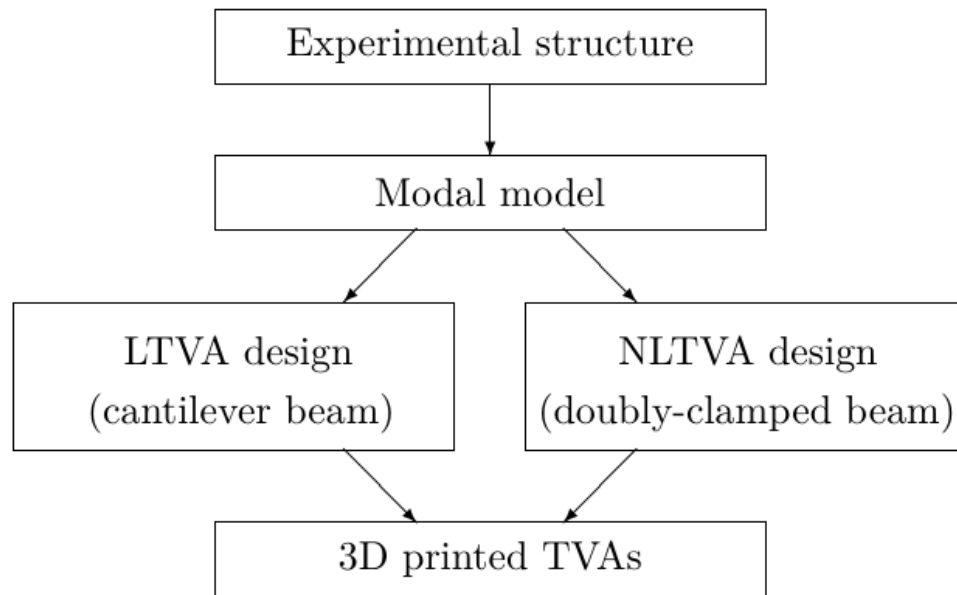 Experimental structure
Modal model
LTVA design
(cantilever beam)
NLTVA design
(doubly-clamped beam)
3D printed TVAs